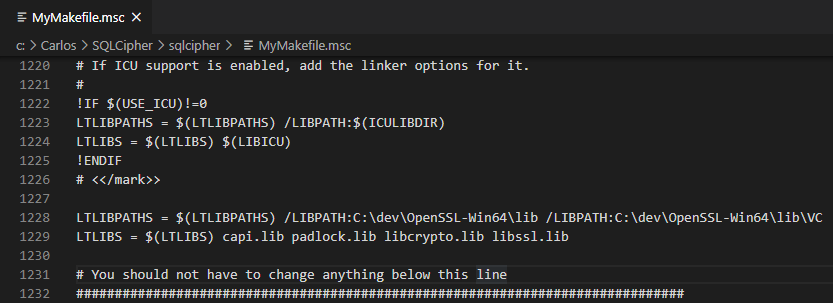 MyMakefile.msc ×
c: > Carlos > SQLCipher > sqlcipher > MyMakefile.msc
1220 # If ICU support is enabled, add the linker options for it.
1221 #
1222 !IF $(USE_ICU)!=0
1223 LTLIBPATHS = $(LTLIBPATHS) /LIBPATH:$(ICULIBDIR)
1224 LTLIBS = $(LTLIBS) $(LIBICU)
1225 !ENDIF
1226 # <</mark>>
1227
1228 LTLIBPATHS = $(LTLIBPATHS) /LIBPATH:C:\dev\OpenSSL-Win64\lib /LIBPATH:C:\dev\OpenSSL-Win64\lib\VC
1229 LTLIBS = $(LTLIBS) capi.lib padlock.lib libcrypto.lib libssl.lib
1230
1231 # You should not have to change anything below this line
1232 ###############################################################################